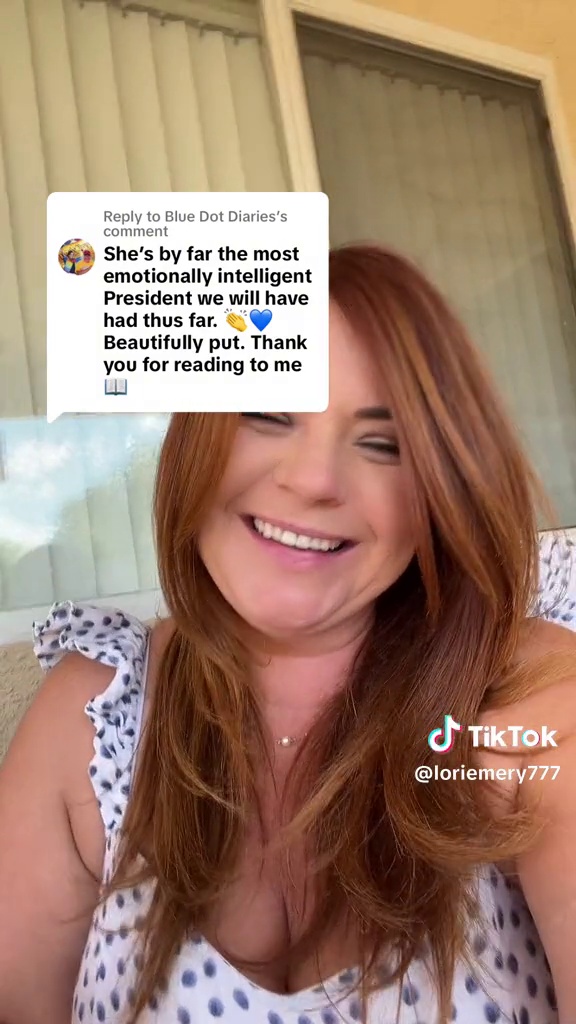 Reply to Blue Dot Diaries's
comment
She's by far the most
emotionally intelligent
President we will have
had thus far. 👏💙
Beautifully put. Thank
you for reading to me
📖
TikTok
@loriemery777